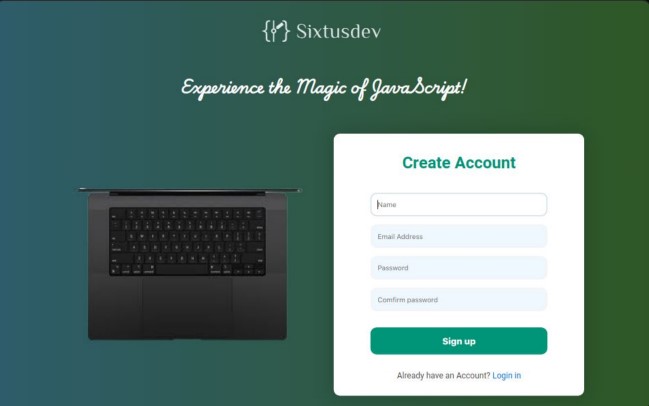 Sixtusdev
Experience the Magic of JavaScript!
Create Account
Name
Email Address
Password
Comfirm password
Sign up
Already have an Account? Login in